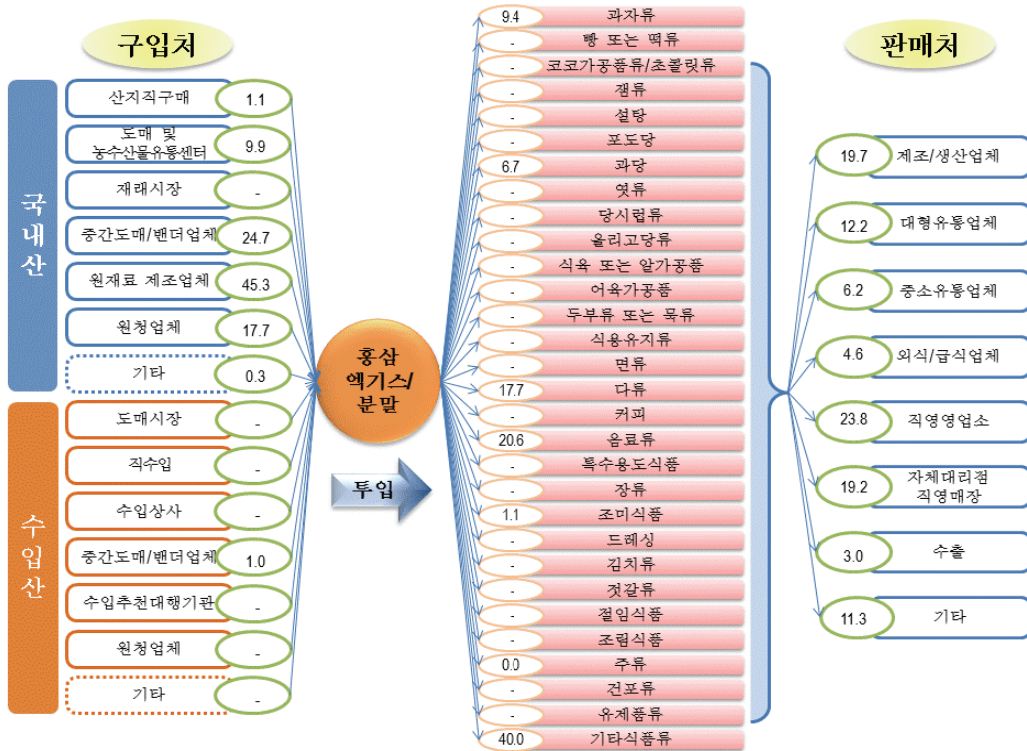 구입처
국내산
산지직구매
1.1
도매 및
농수산물유통센터
9.9
재래시장
-
중간도매/밴더업체
24.7
원재료 제조업체
45.3
원청업체
17.7
기타
0.3
수입산
도매시장
-
직수입
-
수입상사
-
중간도매/밴더업체
1.0
수입추천대행기관
-
원청업체
-
기타
-
홍삼
엑기스/
분말
투입
9.4 과자류
- 빵 또는 떡류
- 코코가공품류/초콜릿류
- 잼류
- 설탕
- 포도당
6.7 과당
- 엿류
- 당시럽류
- 올리고당류
- 식육 또는 알가공품
- 어육가공품
- 두부류 또는 묵류
- 식용유지류
- 면류
17.7 다류
- 커피
20.6 음료류
- 특수용도식품
- 장류
1.1 조미식품
- 드레싱
- 김치류
- 젓갈류
- 절임식품
- 조림식품
0.0 주류
- 건포류
- 유제품류
40.0 기타식품류
판매처
19.7 제조/생산업체
12.2 대형유통업체
6.2 중소유통업체
4.6 외식/급식업체
23.8 직영영업소
19.2 자체대리점
직영매장
3.0 수출
11.3 기타